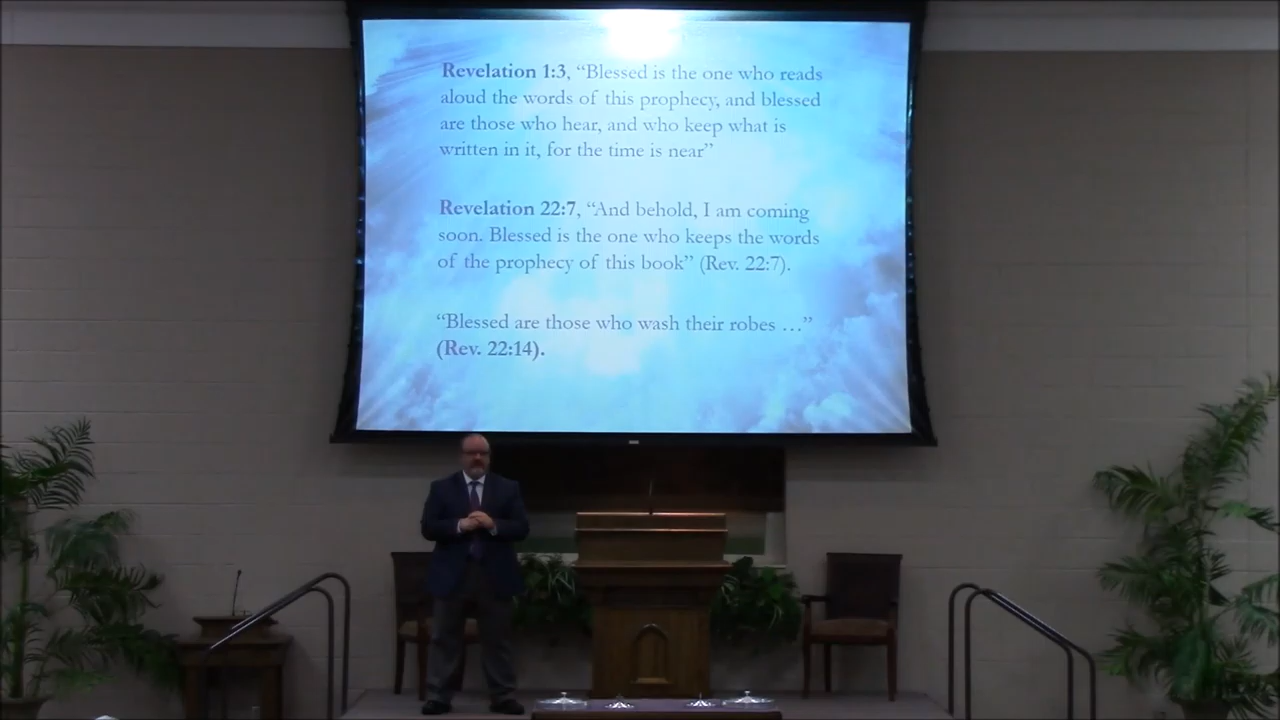 Revelation 1:3, “Blessed is the one who reads
aloud the words of this prophecy, and blessed
are those who hear, and who keep what is
written in it, for the time is near”
Revelation 22:7, “And behold, I am coming
soon. Blessed is the one who keeps the words
of the prophecy of this book” (Rev. 22:7).
“Blessed are those who wash their robes …”
(Rev. 22:14).